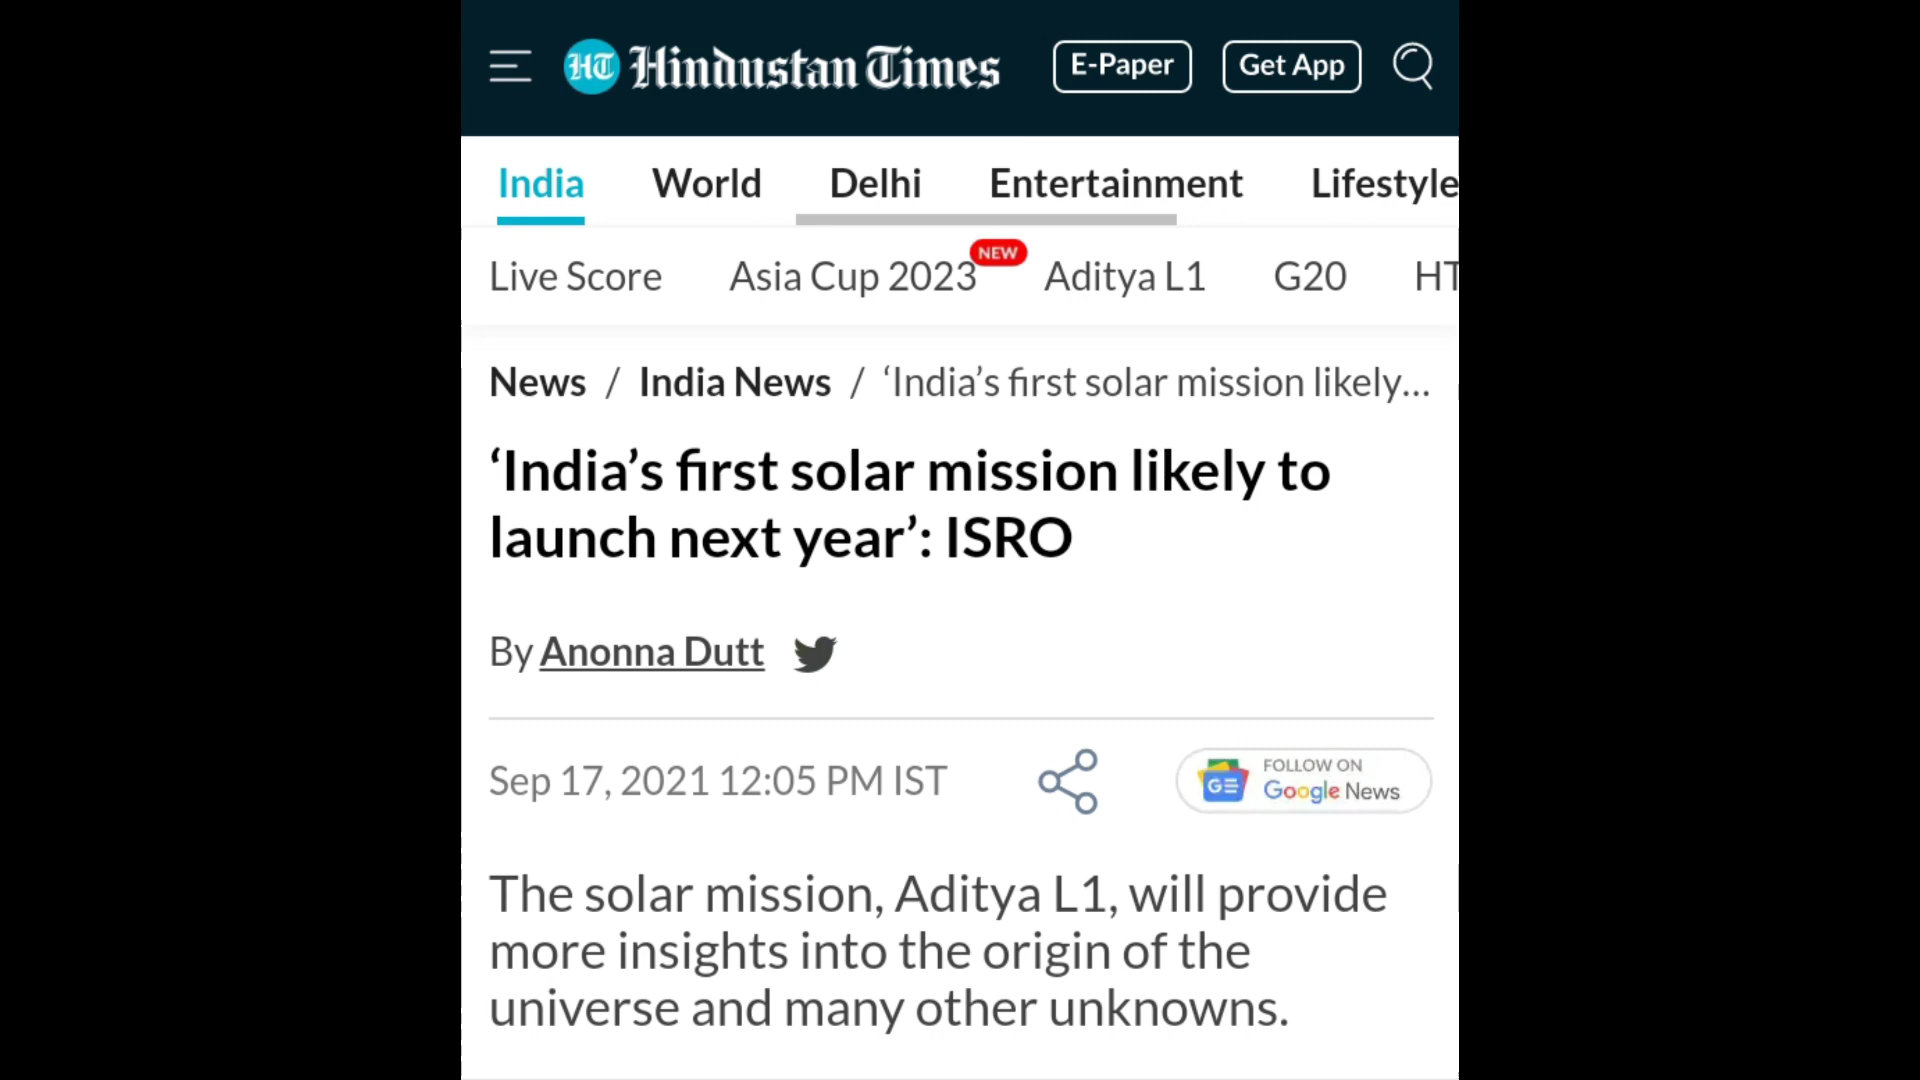 HT Hindustan Times E-Paper Get App
India World Delhi Entertainment Lifestyle
Live Score Asia Cup 2023 NEW Aditya L1 G20 HT
News / India News / ‘India’s first solar mission likely...
‘India’s first solar mission likely to
launch next year’: ISRO
By Anonna Dutt
Sep 17, 2021 12:05 PM IST
GE FOLLOW ON
Google News
The solar mission, Aditya L1, will provide
more insights into the origin of the
universe and many other unknowns.